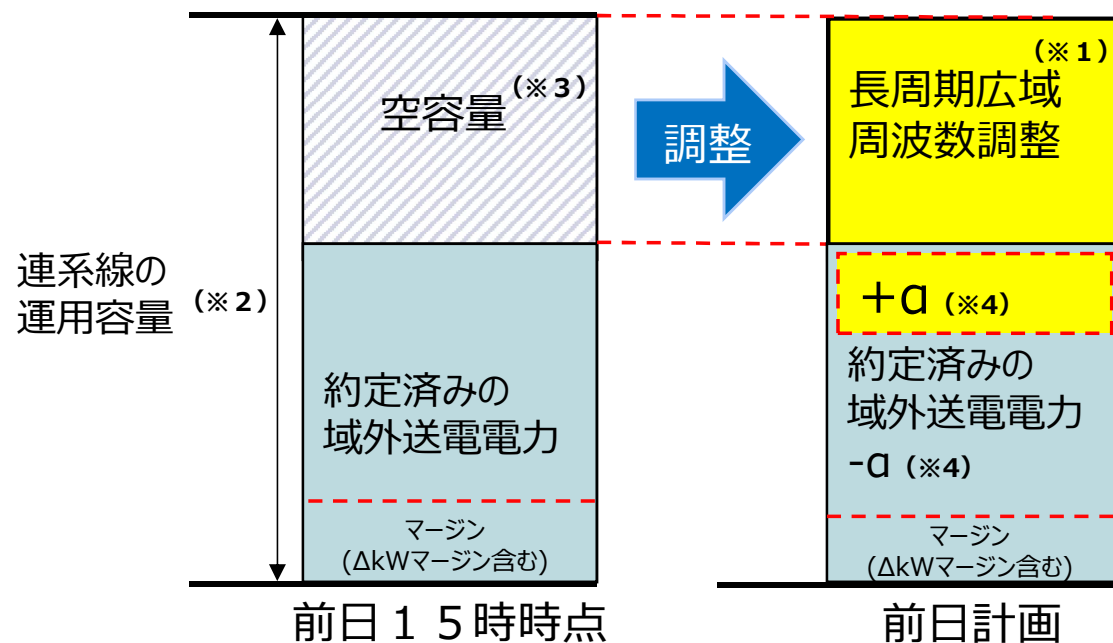 連系線の
運用容量 （※２）
空容量（※３）
約定済みの
域外送電電力
マージン
(ΔkWマージン含む)
前日１５時時点
調整
（※１）
長周期広域
周波数調整
＋α（※4）
約定済みの
域外送電電力
-α（※4）
マージン
(ΔkWマージン含む)
前日計画